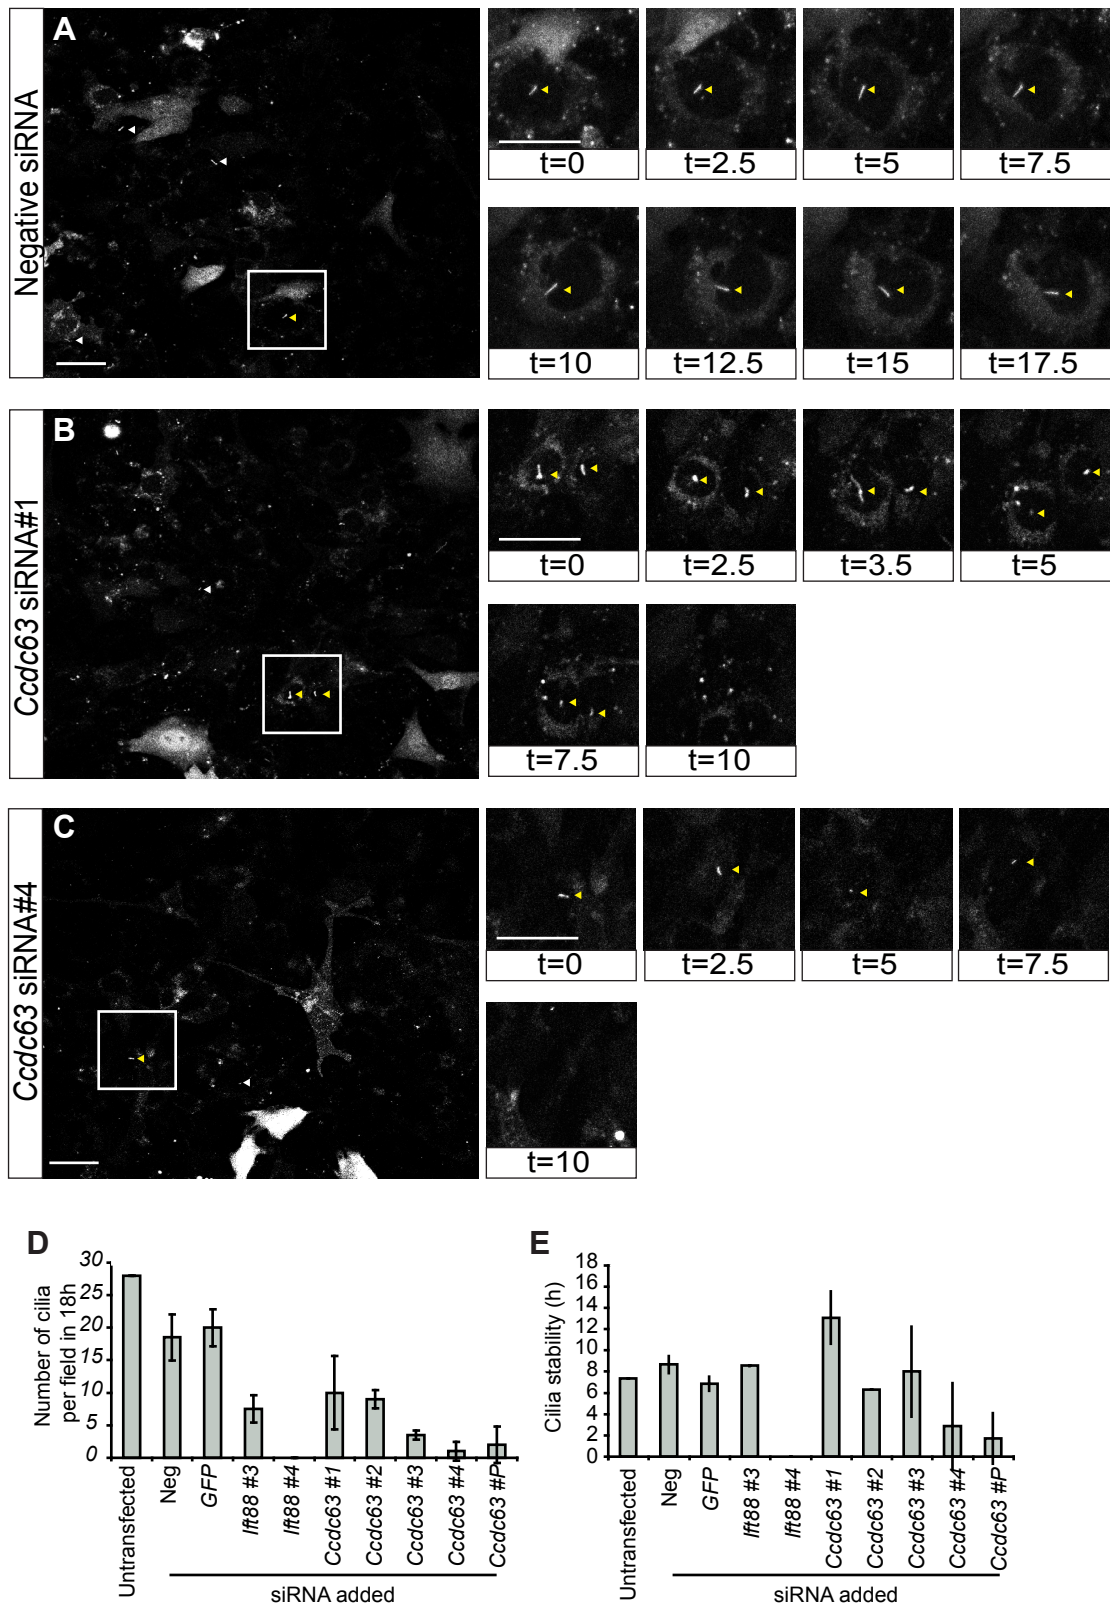 A
Negative siRNA
t=0
t=2.5
t=5
t=7.5
t=10
t=12.5
t=15
t=17.5
B
Ccdc63 siRNA#1
t=0
t=2.5
t=3.5
t=5
t=7.5
t=10
C
Ccdc63 siRNA#4
t=0
t=2.5
t=5
t=7.5
t=10
D
Number of cilia
per field in 18h
30
25
20
15
10
5
0
Untransfected
Neg
GFP
Ift88 #3
Ift88 #4
Ccdc63 #1
Ccdc63 #2
Ccdc63 #3
Ccdc63 #4
Ccdc63 #P
siRNA added
E
Cilia stability (h)
18
16
14
12
10
8
6
4
2
0
Untransfected
Neg
GFP
Ift88 #3
Ift88 #4
Ccdc63 #1
Ccdc63 #2
Ccdc63 #3
Ccdc63 #4
Ccdc63 #P
siRNA added